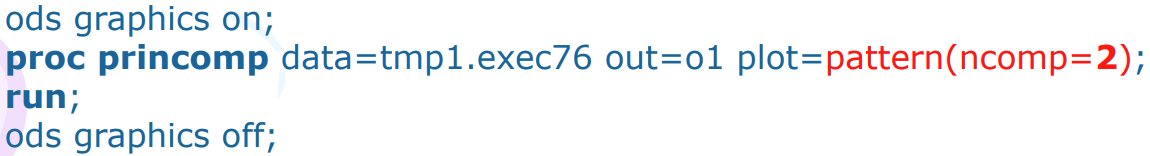 ods graphics on;
proc princomp data=tmp1.exec76 out=o1 plot=pattern(ncomp=2);
run;
ods graphics off;